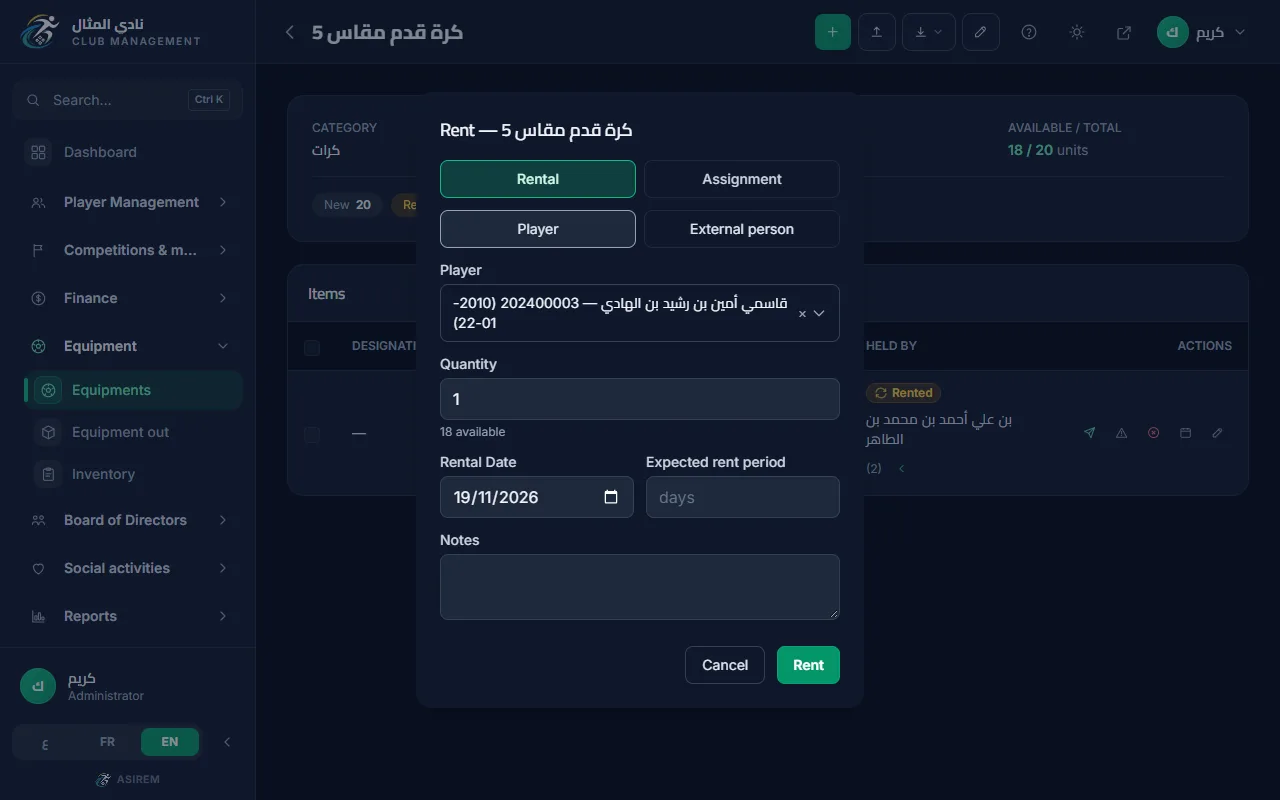 نادي المثال
CLUB MANAGEMENT
Search...
Ctrl K
Dashboard
Player Management
Competitions & m...
Finance
Equipment
Equipments
Equipment out
Inventory
Board of Directors
Social activities
Reports
ك
كريم
Administrator
ع
FR
EN
ASIREM
كرة قدم مقاس 5
ك
كريم
CATEGORY
كرات
AVAILABLE / TOTAL
18 / 20 units
New 20
Re
Items
DESIGNATI
HELD BY
ACTIONS
—
Rented
بن علي أحمد بن محمد بن
الطاهر
(2)
Rent — كرة قدم مقاس 5
Rental
Assignment
Player
External person
Player
قاسمي أمين بن رشيد بن الهادي — 202400003 (2010-
01-22)
×
Quantity
1
18 available
Rental Date
Expected rent period
19/11/2026
days
Notes
Cancel
Rent